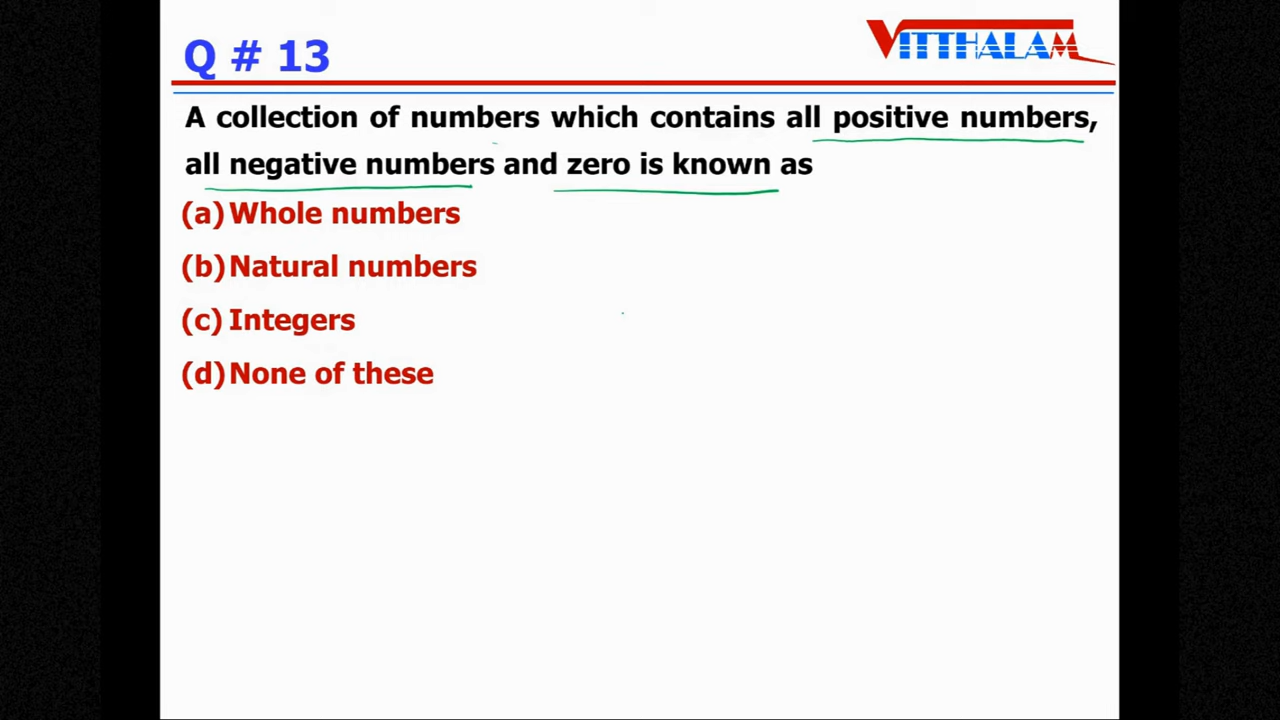 Q # 13
VITTHALAM
A collection of numbers which contains all positive numbers,
all negative numbers and zero is known as
(a) Whole numbers
(b) Natural numbers
(c) Integers
(d) None of these